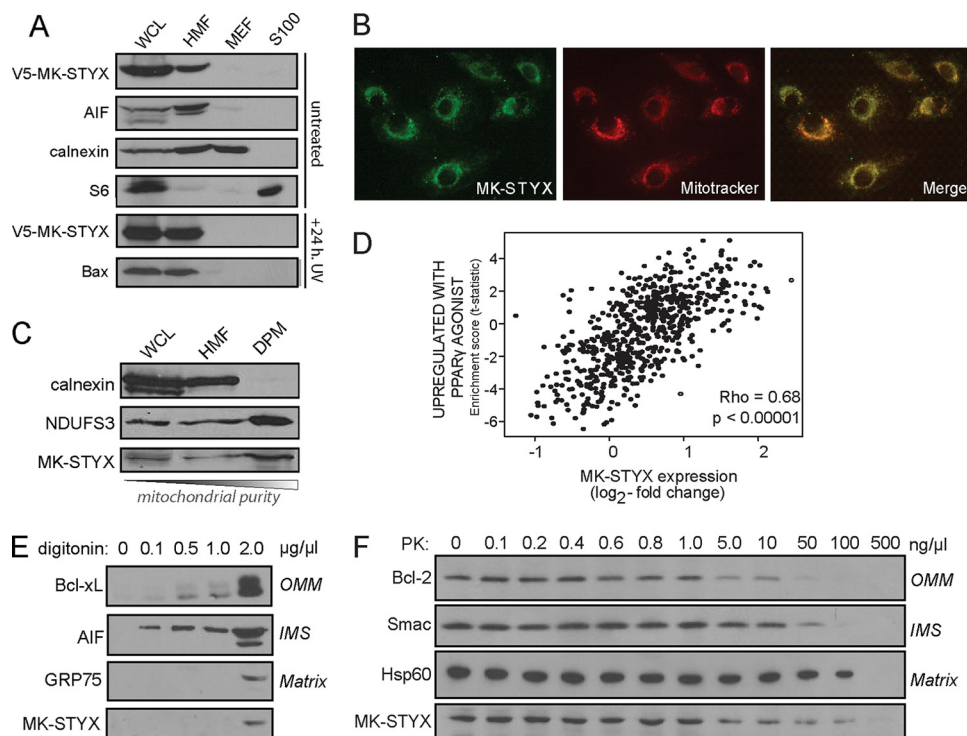 A
WCL HMF MEF S100
V5-MK-STYX
AIF
calnexin
S6
untreated
V5-MK-STYX
Bax
+24 h. UV
B
MK-STYX
Mitotracker
Merge
C
WCL HMF DPM
calnexin
NDUFS3
MK-STYX
mitochondrial purity
D
UPREGULATED WITH
PPARγ AGONIST
Enrichment score (t-statistic)
4
2
0
-2
-4
-6
Rho = 0.68
p < 0.00001
-1 0 1 2
MK-STYX expression
(log2- fold change)
E
digitonin: 0 0.1 0.5 1.0 2.0 µg/µl
Bcl-xL OMM
AIF IMS
GRP75 Matrix
MK-STYX
F
PK: 0 0.1 0.2 0.4 0.6 0.8 1.0 5.0 10 50 100 500 ng/µl
Bcl-2 OMM
Smac IMS
Hsp60 Matrix
MK-STYX